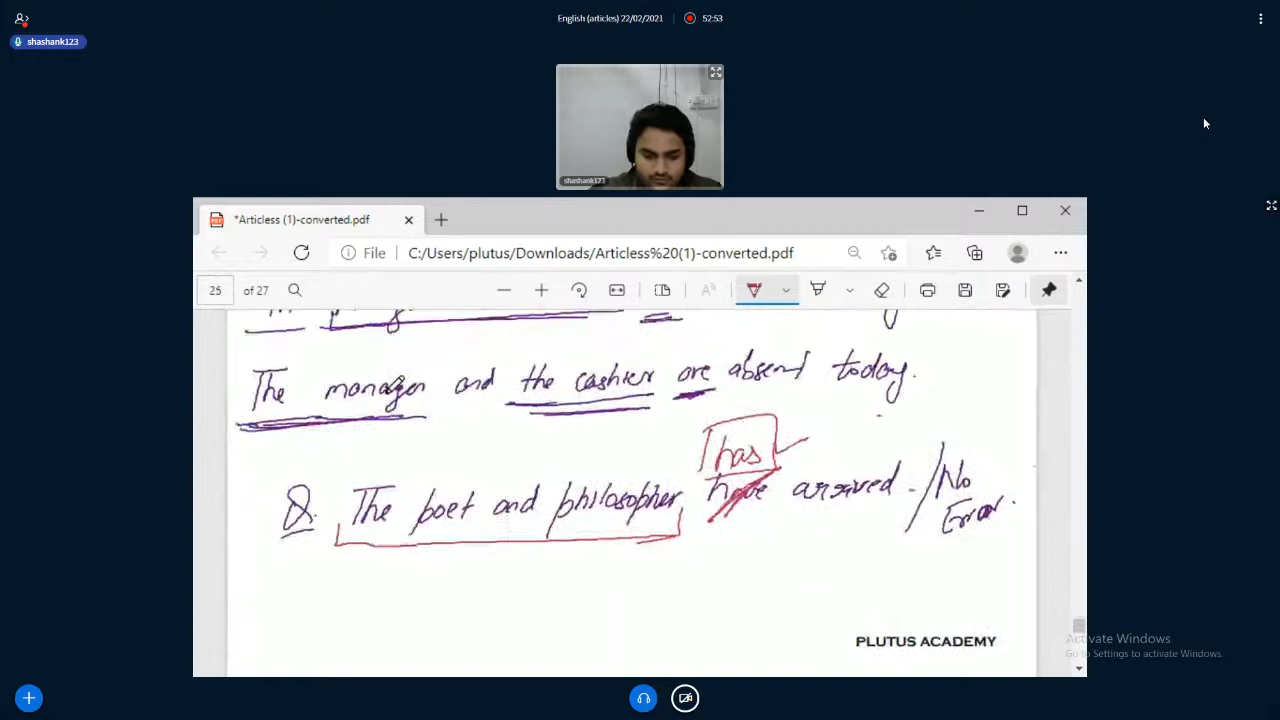 English (articles) 22/02/2021 52:53
shashank123
shashank123
*Articless (1)-converted.pdf
File C:/Users/plutus/Downloads/Articless%20(1)-converted.pdf
25 of 27
The manager and the cashier are absent today.
has
Q. The poet and philosopher have arrived. / No
Error.
PLUTUS ACADEMY
Activate Windows
Go to Settings to activate Windows.